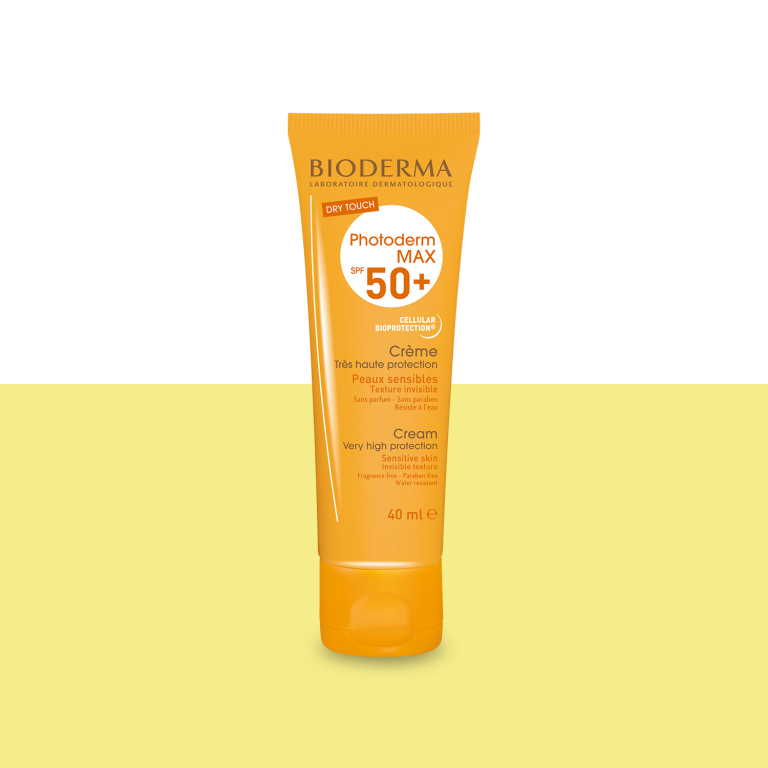 BIODERMA
LABORATOIRE DERMATOLOGIQUE
DRY TOUCH
Photoderm
MAX
SPF 50+
CELLULAR
BIOPROTECTION®
Crème
Très haute protection
Peaux sensibles
Texture invisible
Sans parfum - Sans paraben
Résiste à l'eau
Cream
Very high protection
Sensitive skin
Invisible texture
Fragrance free - Paraben free
Water resistant
40 ml ℮